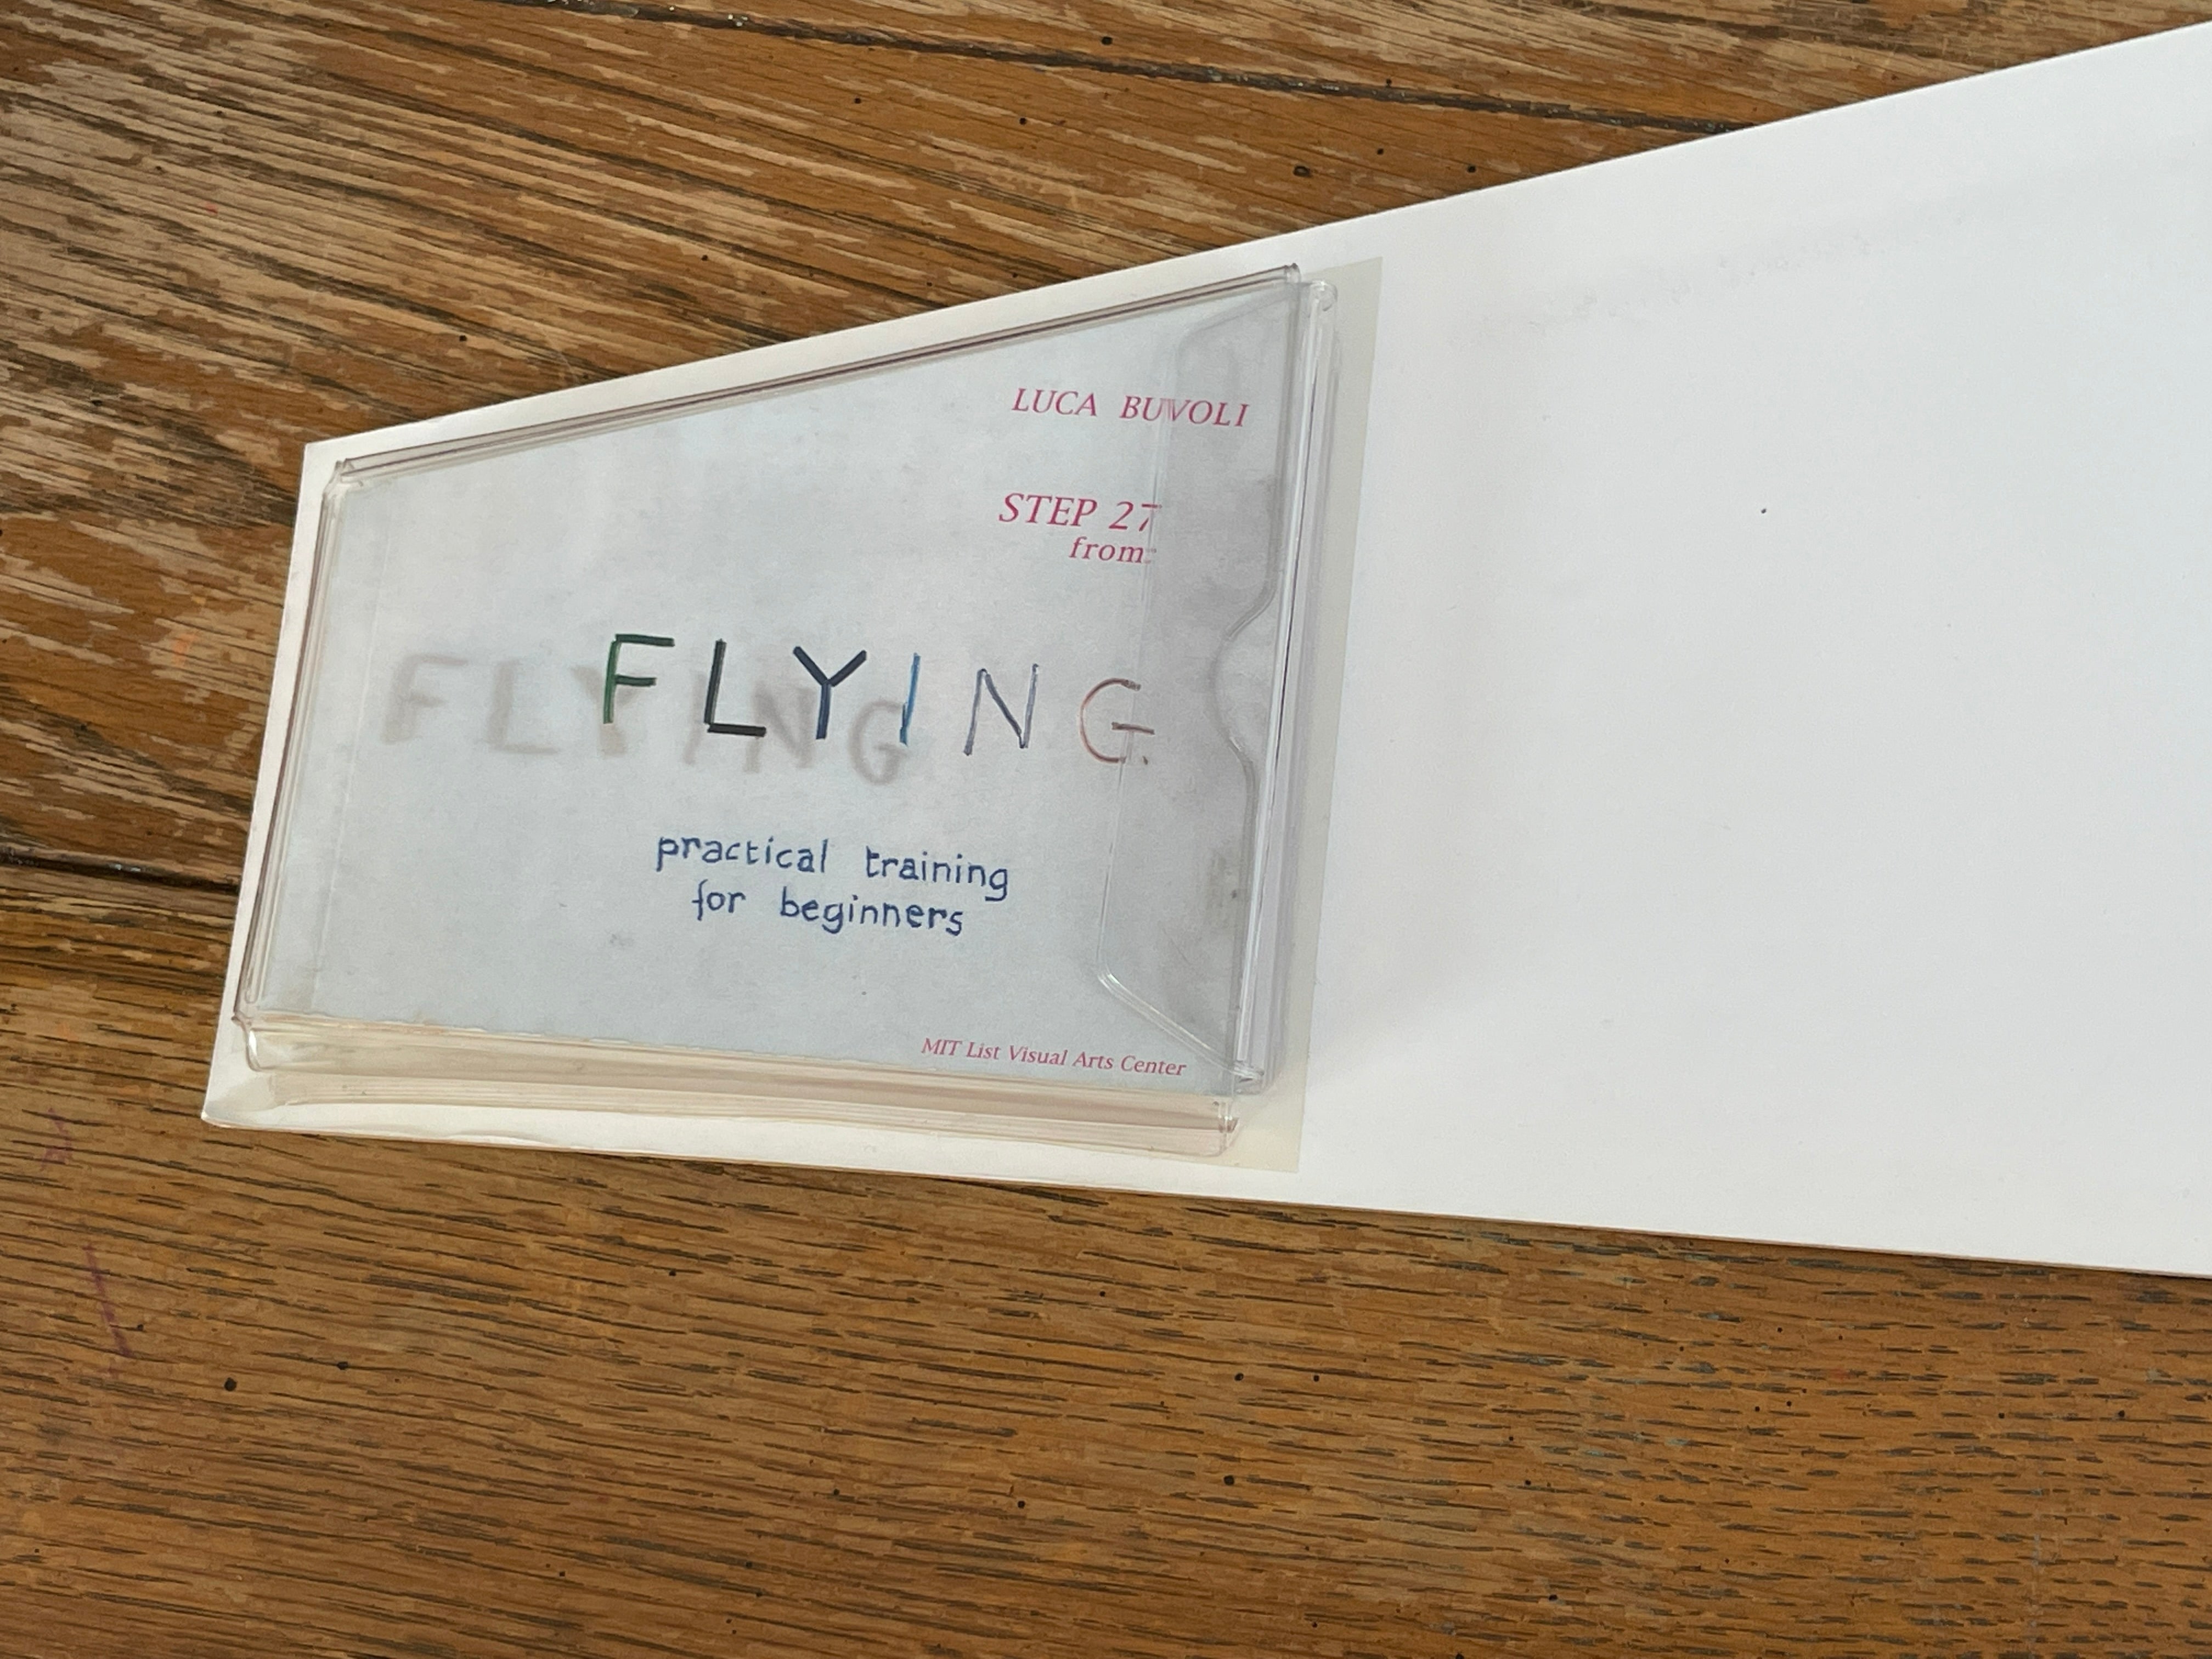 LUCA BUVOLI
STEP 27
from:
FLYING
practical training
for beginners
MIT List Visual Arts Center